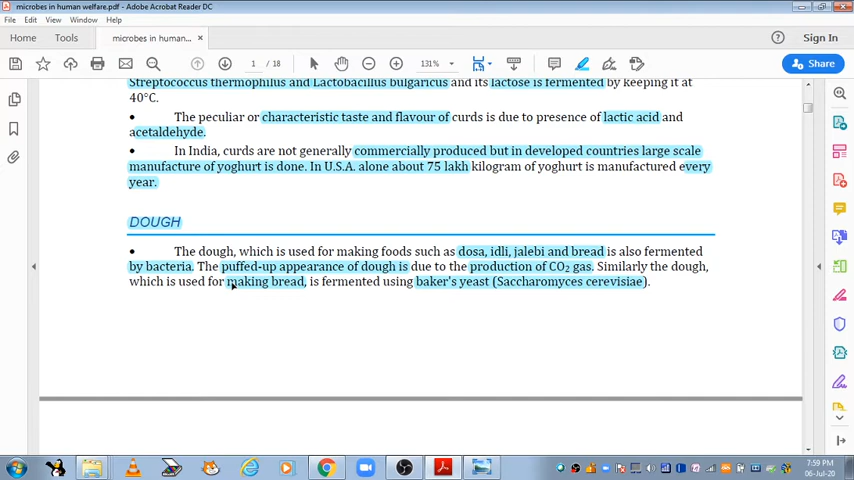 microbes in human welfare.pdf - Adobe Acrobat Reader DC
File Edit View Window Help
Home Tools microbes in human... × Sign In
1 / 18 131% Share
Streptococcus thermophilus and Lactobacillus bulgaricus and its lactose is fermented by keeping it at
40°C.
• The peculiar or characteristic taste and flavour of curds is due to presence of lactic acid and
acetaldehyde.
• In India, curds are not generally commercially produced but in developed countries large scale
manufacture of yoghurt is done. In U.S.A. alone about 75 lakh kilogram of yoghurt is manufactured every
year.
DOUGH
• The dough, which is used for making foods such as dosa, idli, jalebi and bread is also fermented
by bacteria. The puffed-up appearance of dough is due to the production of CO₂ gas. Similarly the dough,
which is used for making bread, is fermented using baker's yeast (Saccharomyces cerevisiae).
7:59 PM
06-Jul-20